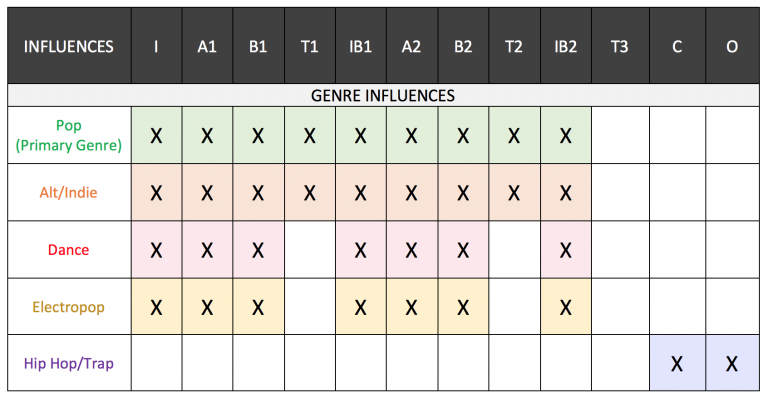 INFLUENCES I A1 B1 T1 IB1 A2 B2 T2 IB2 T3 C O
GENRE INFLUENCES
Pop
(Primary Genre) X X X X X X X X X
Alt/Indie X X X X X X X X X
Dance X X X X X X X
Electropop X X X X X X X
Hip Hop/Trap X X